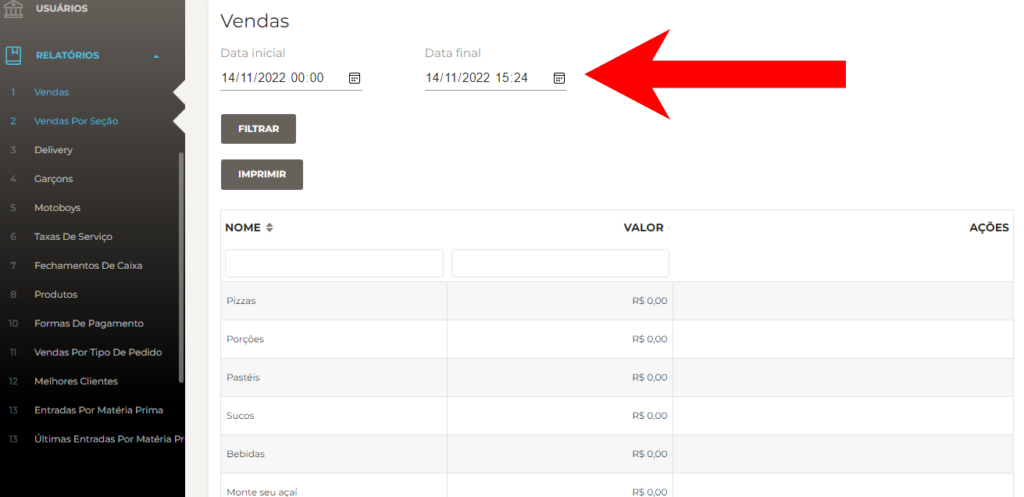 USUÁRIOS
RELATÓRIOS
1 Vendas
2 Vendas Por Seção
3 Delivery
4 Garçons
5 Motoboys
6 Taxas De Serviço
7 Fechamentos De Caixa
8 Produtos
10 Formas De Pagamento
11 Vendas Por Tipo De Pedido
12 Melhores Clientes
13 Entradas Por Matéria Prima
13 Últimas Entradas Por Matéria Pr
Vendas
Data inicial Data final
14/11/2022 00:00 14/11/2022 15:24
FILTRAR
IMPRIMIR
NOME VALOR AÇÕES
Pizzas R$ 0,00
Porções R$ 0,00
Pastéis R$ 0,00
Sucos R$ 0,00
Bebidas R$ 0,00
Monte seu açaí R$ 0,00